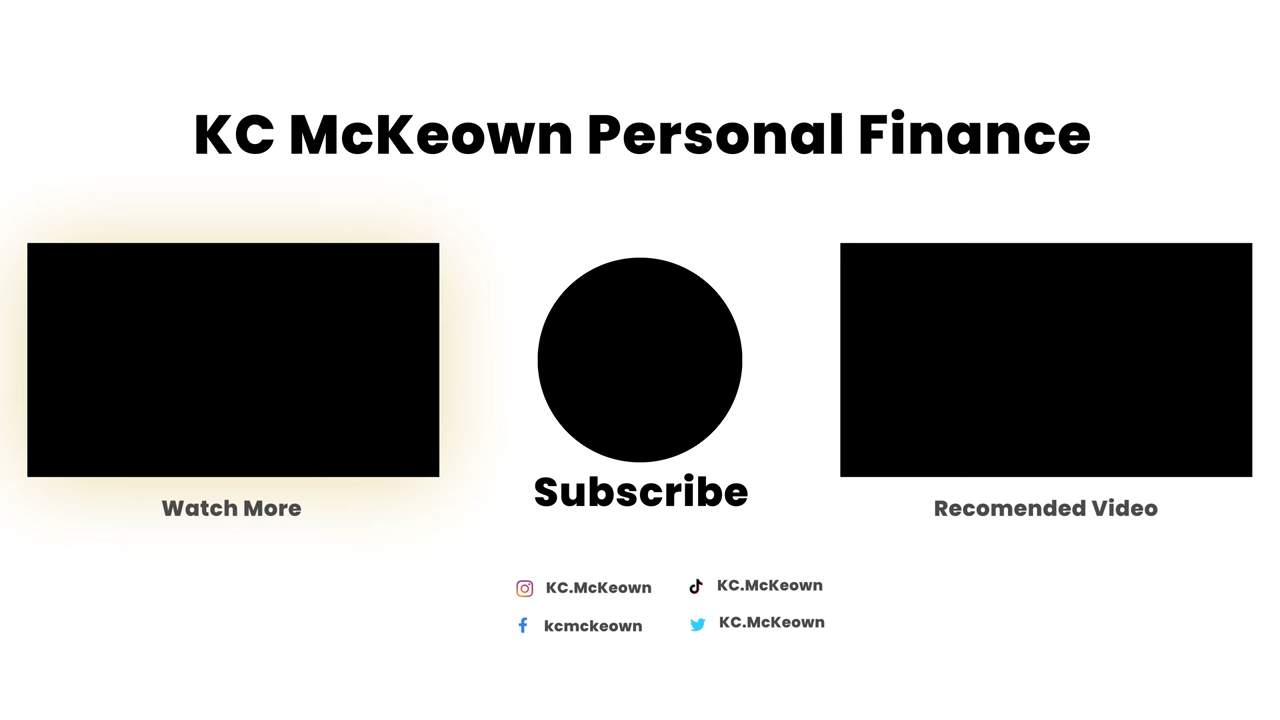 KC McKeown Personal Finance
Watch More
Subscribe
Recomended Video
KC.McKeown
KC.McKeown
kcmckeown
KC.McKeown